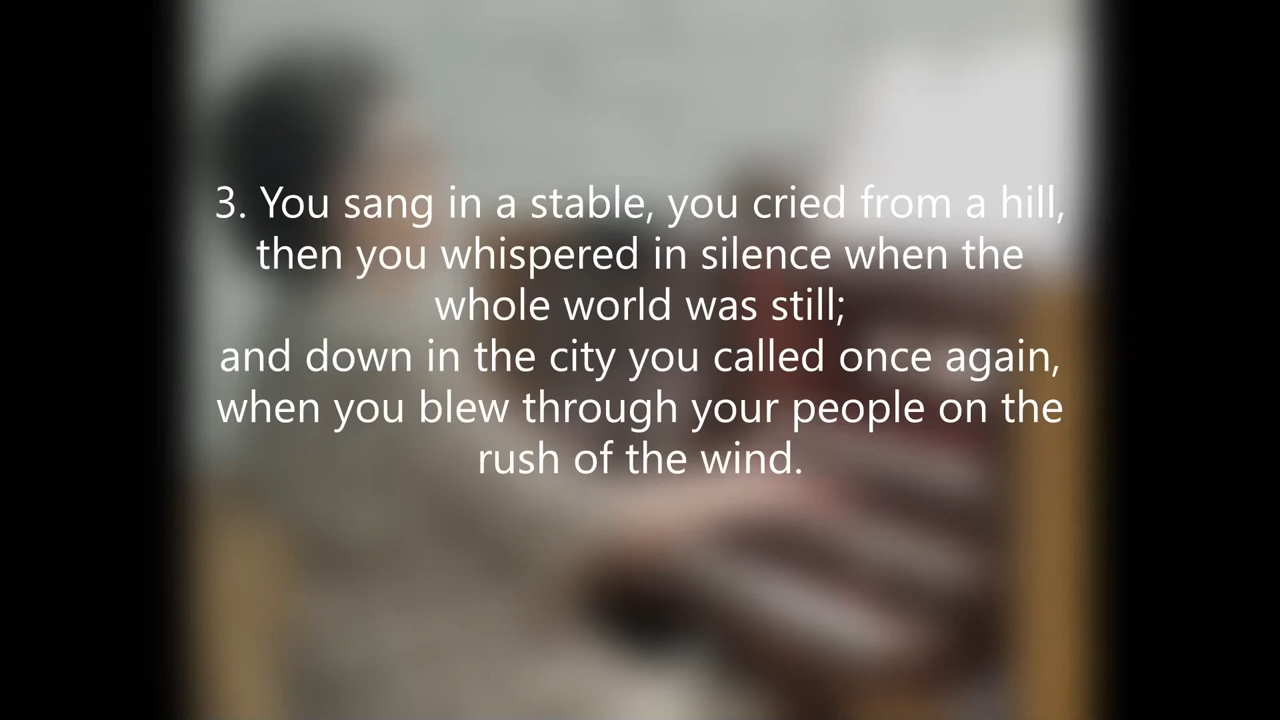 3. You sang in a stable, you cried from a hill,
then you whispered in silence when the
whole world was still;
and down in the city you called once again,
when you blew through your people on the
rush of the wind.